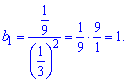 b₁ = (1/9)/(1/3)² = 1/9 · 9/1 = 1.